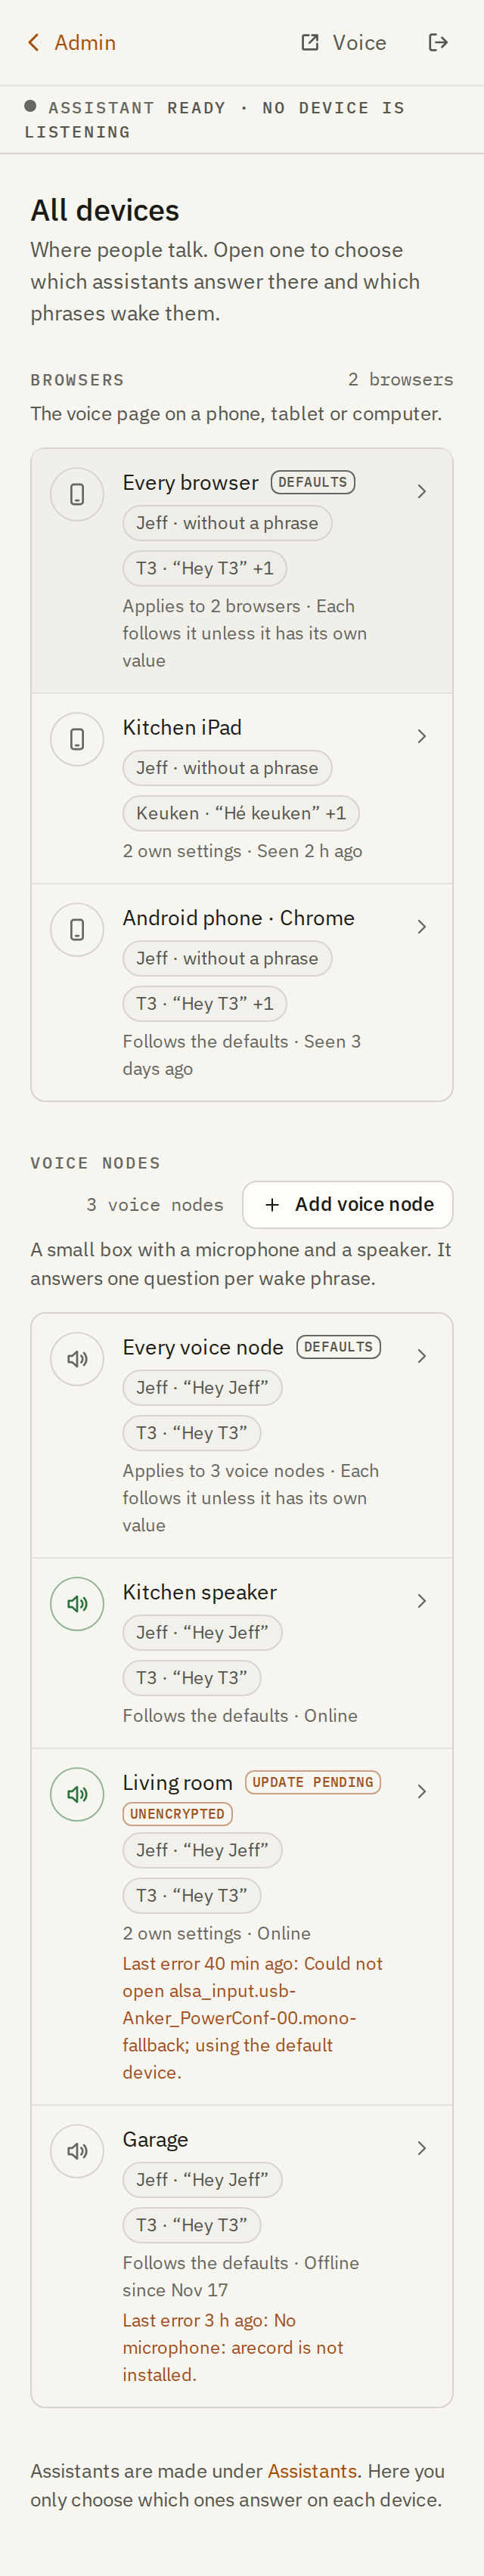 Admin
Voice
ASSISTANT READY · NO DEVICE IS
LISTENING
All devices
Where people talk. Open one to choose
which assistants answer there and which
phrases wake them.
BROWSERS
2 browsers
The voice page on a phone, tablet or computer.
Every browser DEFAULTS
Jeff · without a phrase
T3 · “Hey T3” +1
Applies to 2 browsers · Each
follows it unless it has its own
value
Kitchen iPad
Jeff · without a phrase
Keuken · “Hé keuken” +1
2 own settings · Seen 2 h ago
Android phone · Chrome
Jeff · without a phrase
T3 · “Hey T3” +1
Follows the defaults · Seen 3
days ago
VOICE NODES
3 voice nodes
+ Add voice node
A small box with a microphone and a speaker. It
answers one question per wake phrase.
Every voice node DEFAULTS
Jeff · “Hey Jeff”
T3 · “Hey T3”
Applies to 3 voice nodes · Each
follows it unless it has its own
value
Kitchen speaker
Jeff · “Hey Jeff”
T3 · “Hey T3”
Follows the defaults · Online
Living room UPDATE PENDING
UNENCRYPTED
Jeff · “Hey Jeff”
T3 · “Hey T3”
2 own settings · Online
Last error 40 min ago: Could not
open alsa_input.usb-
Anker_PowerConf-00.mono-
fallback; using the default
device.
Garage
Jeff · “Hey Jeff”
T3 · “Hey T3”
Follows the defaults · Offline
since Nov 17
Last error 3 h ago: No
microphone: arecord is not
installed.
Assistants are made under Assistants. Here you
only choose which ones answer on each device.